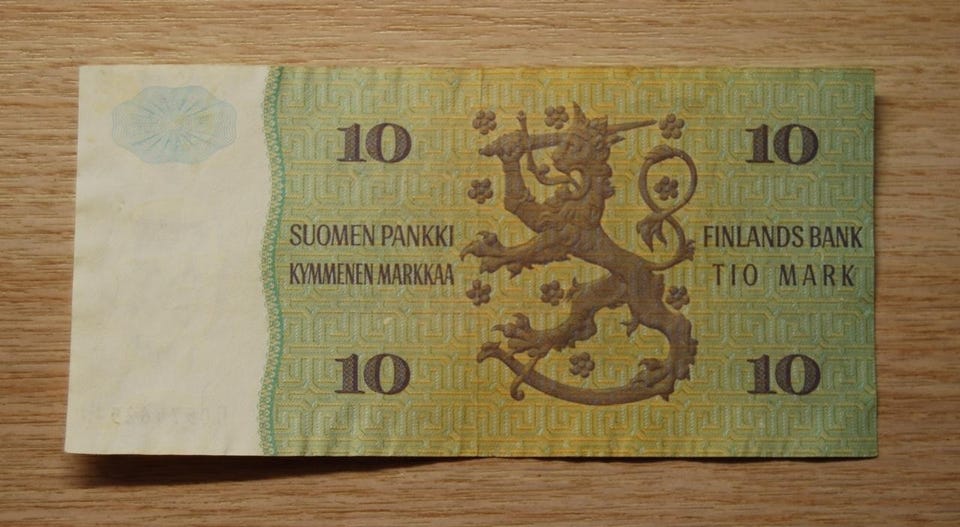 10 10
SUOMEN PANKKI FINLANDS BANK
KYMMENEN MARKKAA TIO MARK
10 10